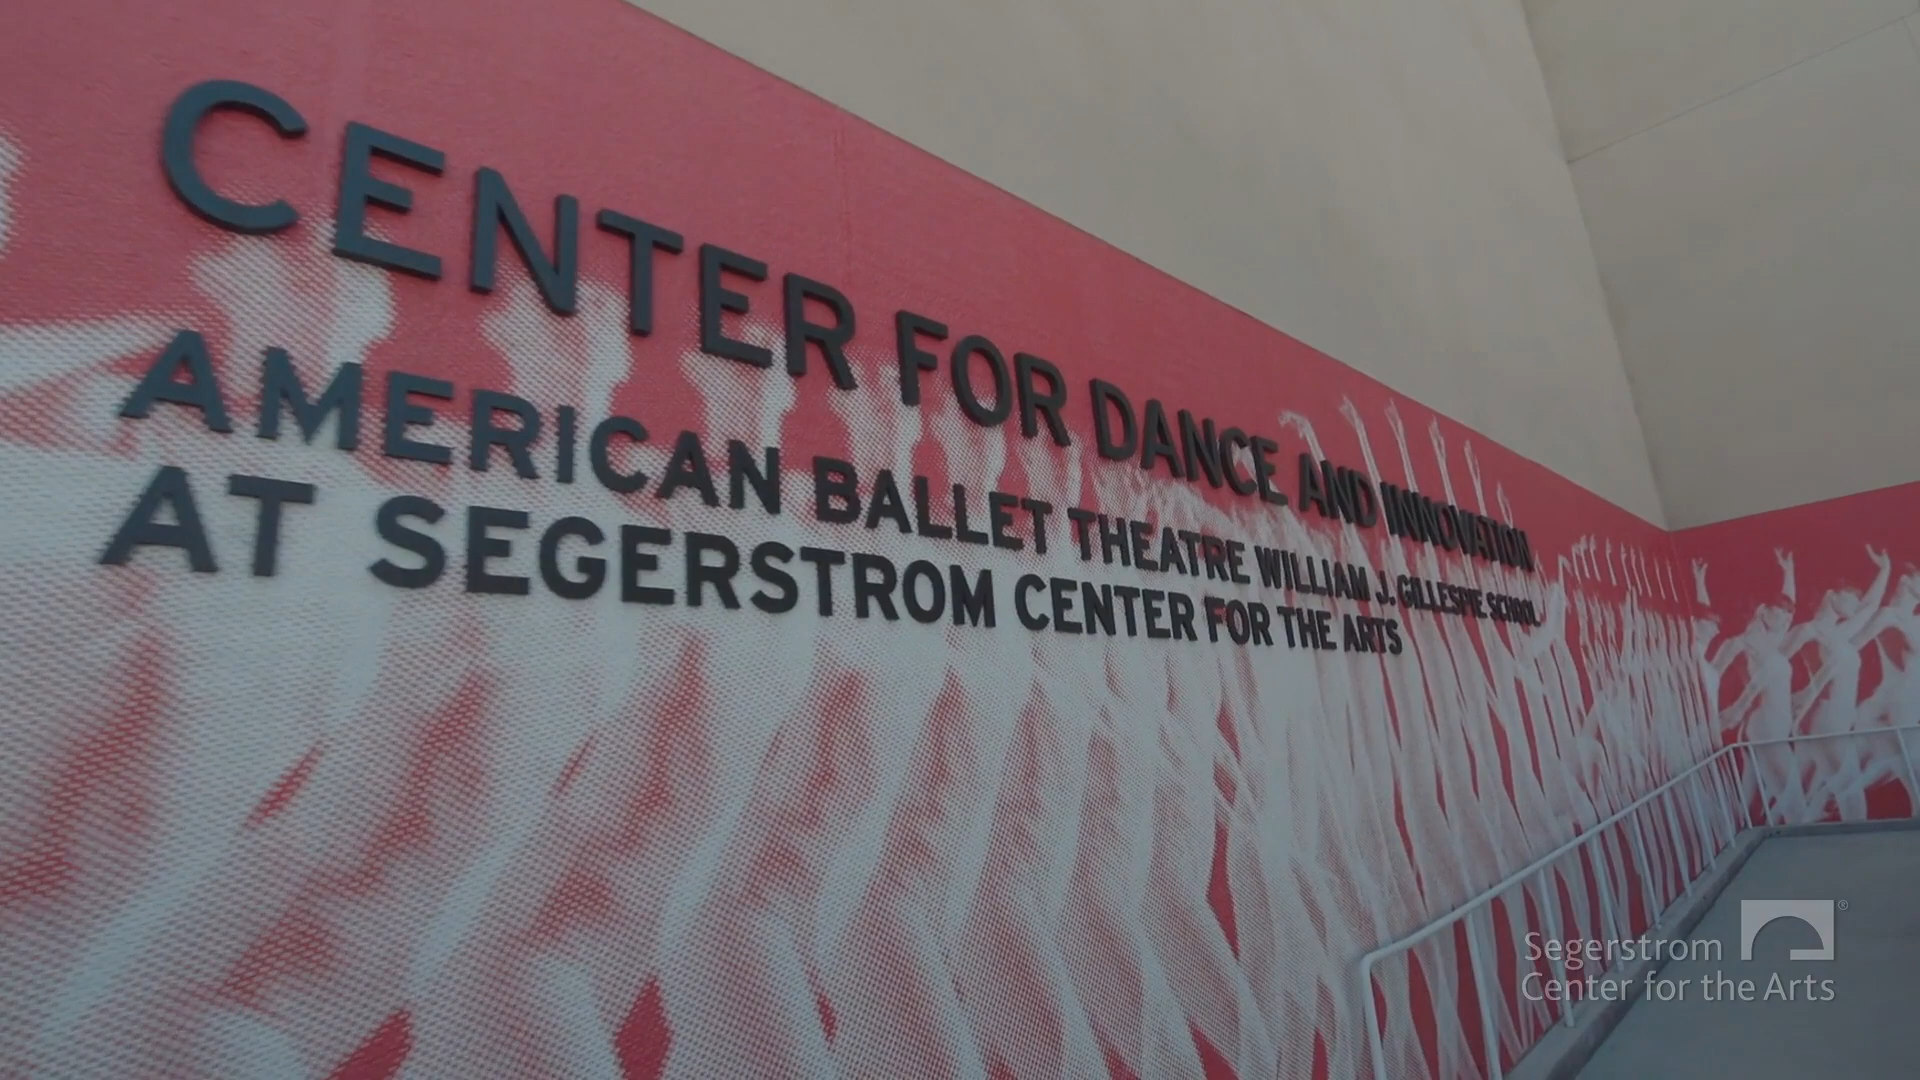 CENTER FOR DANCE AND INNOVATION
AMERICAN BALLET THEATRE WILLIAM J. GILLESPIE SCHOOL
AT SEGERSTROM CENTER FOR THE ARTS
Segerstrom ®
Center for the Arts